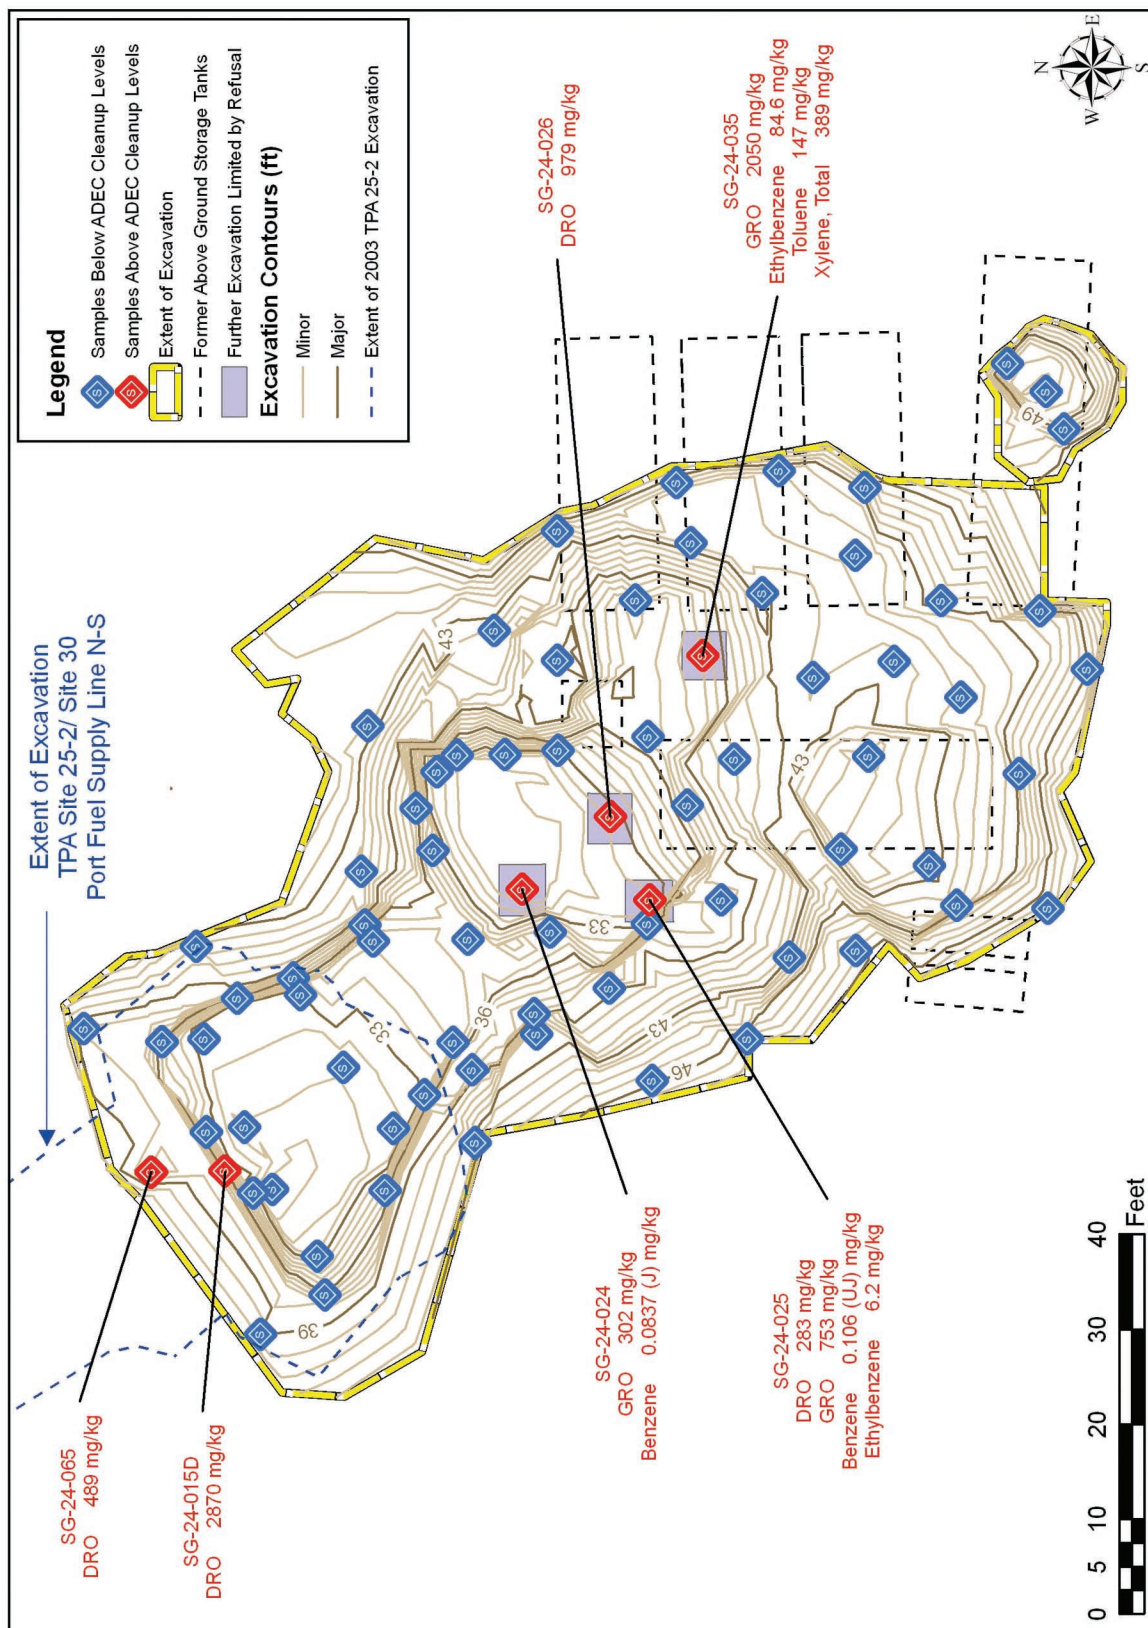 Legend
Samples Below ADEC Cleanup Levels
Samples Above ADEC Cleanup Levels
Extent of Excavation
Former Above Ground Storage Tanks
Further Excavation Limited by Refusal
Excavation Contours (ft)
Minor
Major
Extent of 2003 TPA 25-2 Excavation
N
E
S
W
Extent of Excavation
TPA Site 25-2/ Site 30
Port Fuel Supply Line N-S
SG-24-065
DRO 489 mg/kg
SG-24-015D
DRO 2870 mg/kg
SG-24-024
GRO 302 mg/kg
Benzene 0.0837 (J) mg/kg
SG-24-025
DRO 283 mg/kg
GRO 753 mg/kg
Benzene 0.106 (UJ) mg/kg
Ethylbenzene 6.2 mg/kg
SG-24-026
DRO 979 mg/kg
SG-24-035
GRO 2050 mg/kg
Ethylbenzene 84.6 mg/kg
Toluene 147 mg/kg
Xylene, Total 389 mg/kg
39
33
36
43
33
43
46
43
49
0 5 10 20 30 40
Feet